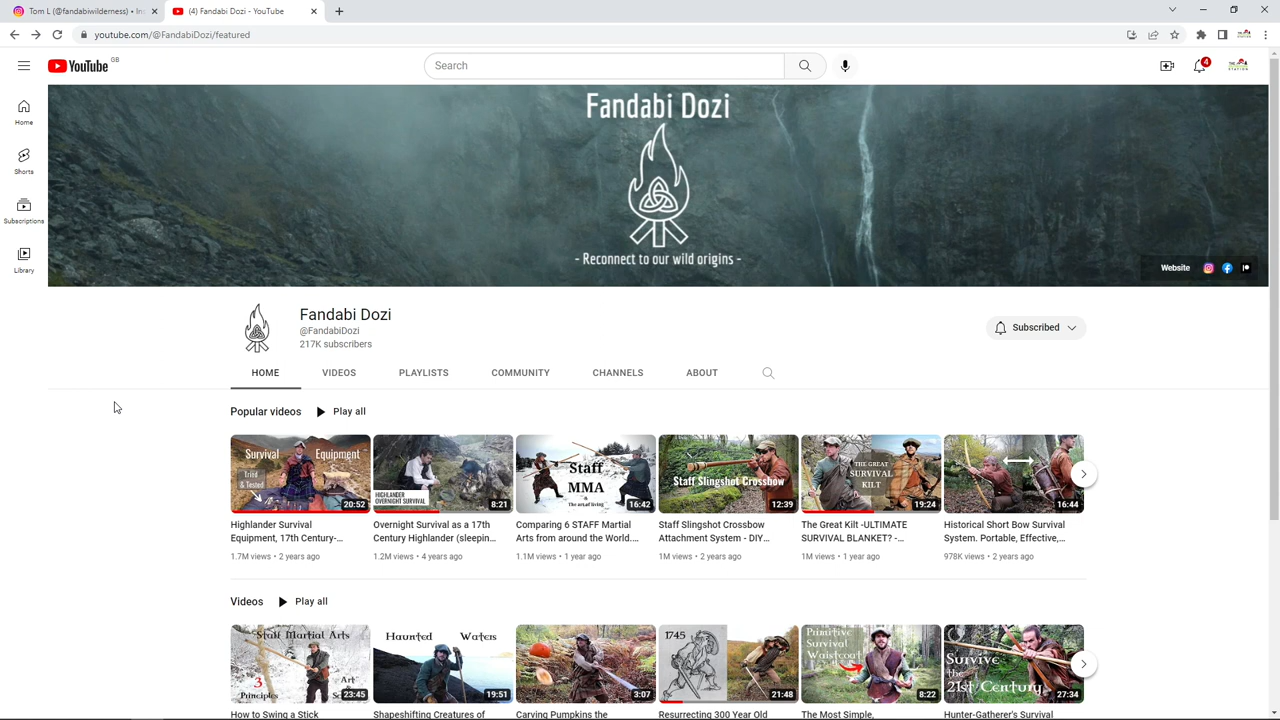 Tom L (@fandabiwilderness) • In
(4) Fandabi Dozi - YouTube
youtube.com/@FandabiDozi/featured
YouTube GB
Search
4
Home
Shorts
Subscriptions
Library
Fandabi Dozi
- Reconnect to our wild origins -
Website
Fandabi Dozi
@FandabiDozi
217K subscribers
Subscribed
HOME VIDEOS PLAYLISTS COMMUNITY CHANNELS ABOUT
Popular videos Play all
Survival Equipment
Tried
& Tested
20:52
HIGHLANDER
OVERNIGHT SURVIVAL
8:21
Staff
MMA
& The art of living
16:42
Staff Slingshot Crossbow
12:39
THE GREAT
SURVIVAL
KILT
19:24
16:44
Highlander Survival
Equipment, 17th Century-...
1.7M views • 2 years ago
Overnight Survival as a 17th
Century Highlander (sleepin...
1.2M views • 4 years ago
Comparing 6 STAFF Martial
Arts from around the World....
1.1M views • 1 year ago
Staff Slingshot Crossbow
Attachment System - DIY...
1M views • 2 years ago
The Great Kilt -ULTIMATE
SURVIVAL BLANKET? -...
1M views • 1 year ago
Historical Short Bow Survival
System. Portable, Effective,...
978K views • 2 years ago
Videos Play all
Staff Martial Arts
3
Principles
Art
23:45
Haunted Waters
19:51
3:07
1745
21:48
Primitive
Survival
Waistcoat
8:22
Survive
the
21st Century
27:34
How to Swing a Stick
Shapeshifting Creatures of
Carving Pumpkins the
Resurrecting 300 Year Old
The Most Simple,
Hunter-Gatherer's Survival